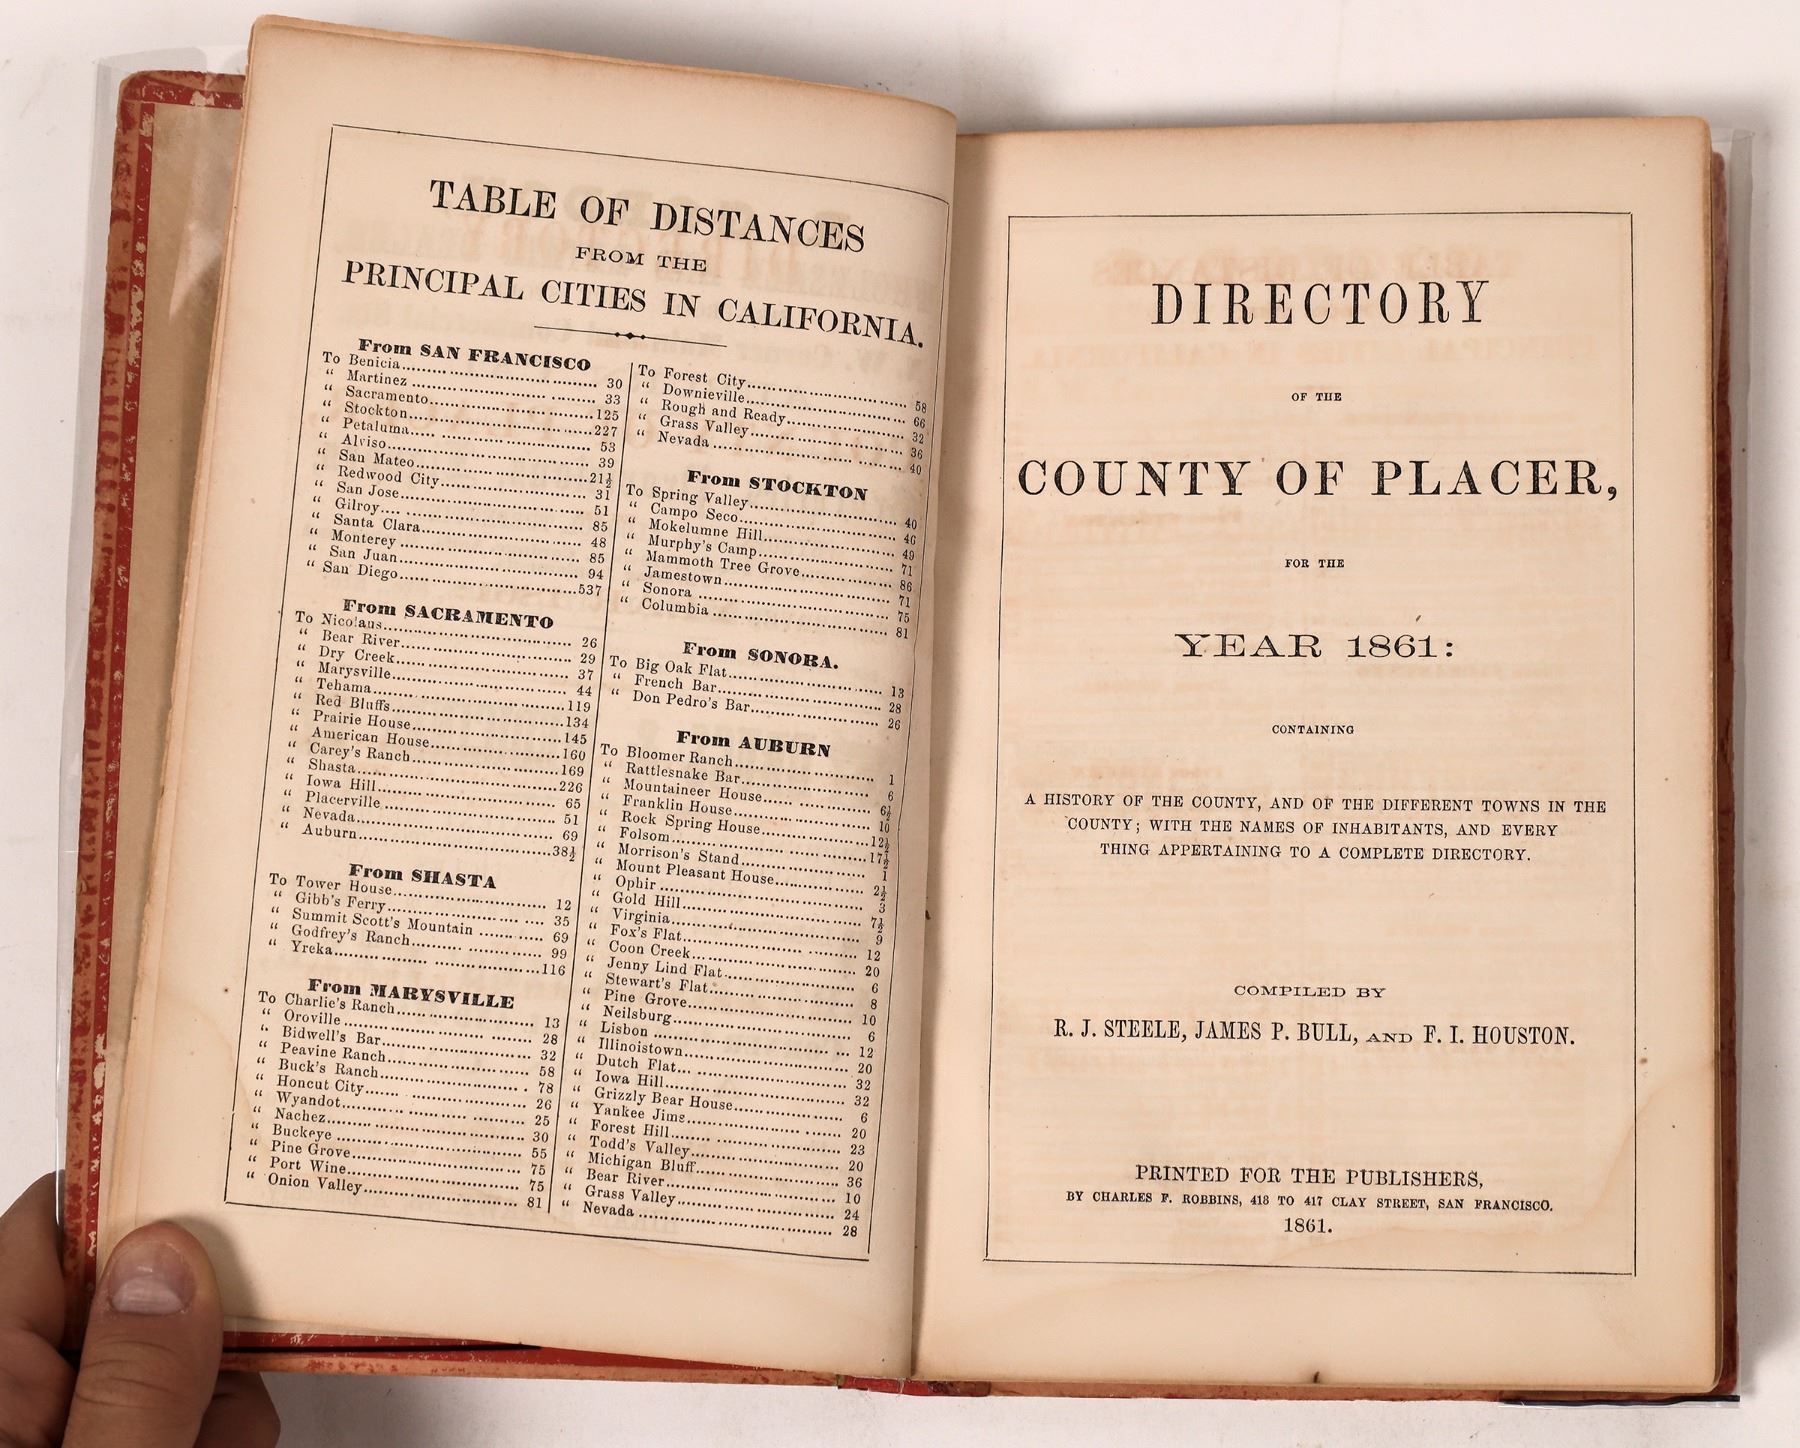 TABLE OF DISTANCES
FROM THE
PRINCIPAL CITIES IN CALIFORNIA.
From SAN FRANCISCO
To Benicia........ 30
" Martinez........ 33
" Sacramento........125
" Stockton........227
" Petaluma........ 53
" Alviso........ 39
" San Mateo........21½
" Redwood City........ 31
" San Jose........ 51
" Gilroy........ 85
" Santa Clara........ 48
" Monterey........ 85
" San Juan........ 94
" San Diego........537
From SACRAMENTO
To Nicolaus........ 26
" Bear River........ 29
" Dry Creek........ 37
" Marysville........ 44
" Tehama........119
" Red Bluffs........134
" Prairie House........145
" American House........160
" Carey's Ranch........169
" Shasta........226
" Iowa Hill........ 65
" Placerville........ 51
" Nevada........ 69
" Auburn........38½
From SHASTA
To Tower House........ 12
" Gibb's Ferry........ 35
" Summit Scott's Mountain ........ 69
" Godfrey's Ranch........ 99
" Yreka........116
From MARYSVILLE
To Charlie's Ranch........ 13
" Oroville........ 28
" Bidwell's Bar........ 32
" Peavine Ranch........ 58
" Buck's Ranch........ 78
" Honcut City........ 26
" Wyandot........ 25
" Nachez........ 30
" Buckeye........ 55
" Pine Grove........ 75
" Port Wine........ 75
" Onion Valley........ 81
To Forest City........ 58
" Downieville........ 66
" Rough and Ready........ 32
" Grass Valley........ 36
" Nevada........ 40
From STOCKTON
To Spring Valley........ 40
" Campo Seco........ 46
" Mokelumne Hill........ 49
" Murphy's Camp........ 71
" Mammoth Tree Grove........ 86
" Jamestown........ 71
" Sonora........ 75
" Columbia........ 81
From SONORA.
To Big Oak Flat........ 13
" French Bar........ 28
" Don Pedro's Bar........ 26
From AUBURN
To Bloomer Ranch........ 1
" Rattlesnake Bar........ 6
" Mountaineer House........ 6½
" Franklin House........ 10
" Rock Spring House........12½
" Folsom........17½
" Morrison's Stand........ 1
" Mount Pleasant House........ 2½
" Ophir........ 3
" Gold Hill........ 7½
" Virginia........ 9
" Fox's Flat........ 12
" Coon Creek........ 20
" Jenny Lind Flat........ 6
" Stewart's Flat........ 8
" Pine Grove........ 10
" Neilsburg........ 6
" Lisbon........ 12
" Illinoistown........ 20
" Dutch Flat........ 32
" Iowa Hill........ 32
" Grizzly Bear House........ 6
" Yankee Jims........ 20
" Forest Hill........ 23
" Todd's Valley........ 20
" Michigan Bluff........ 36
" Bear River........ 10
" Grass Valley........ 24
" Nevada........ 28
DIRECTORY
OF THE
COUNTY OF PLACER,
FOR THE
YEAR 1861:
CONTAINING
A HISTORY OF THE COUNTY, AND OF THE DIFFERENT TOWNS IN THE
COUNTY; WITH THE NAMES OF INHABITANTS, AND EVERY
THING APPERTAINING TO A COMPLETE DIRECTORY.
COMPILED BY
R. J. STEELE, JAMES P. BULL, AND F. I. HOUSTON.
PRINTED FOR THE PUBLISHERS,
BY CHARLES F. ROBBINS, 413 TO 417 CLAY STREET, SAN FRANCISCO.
1861.